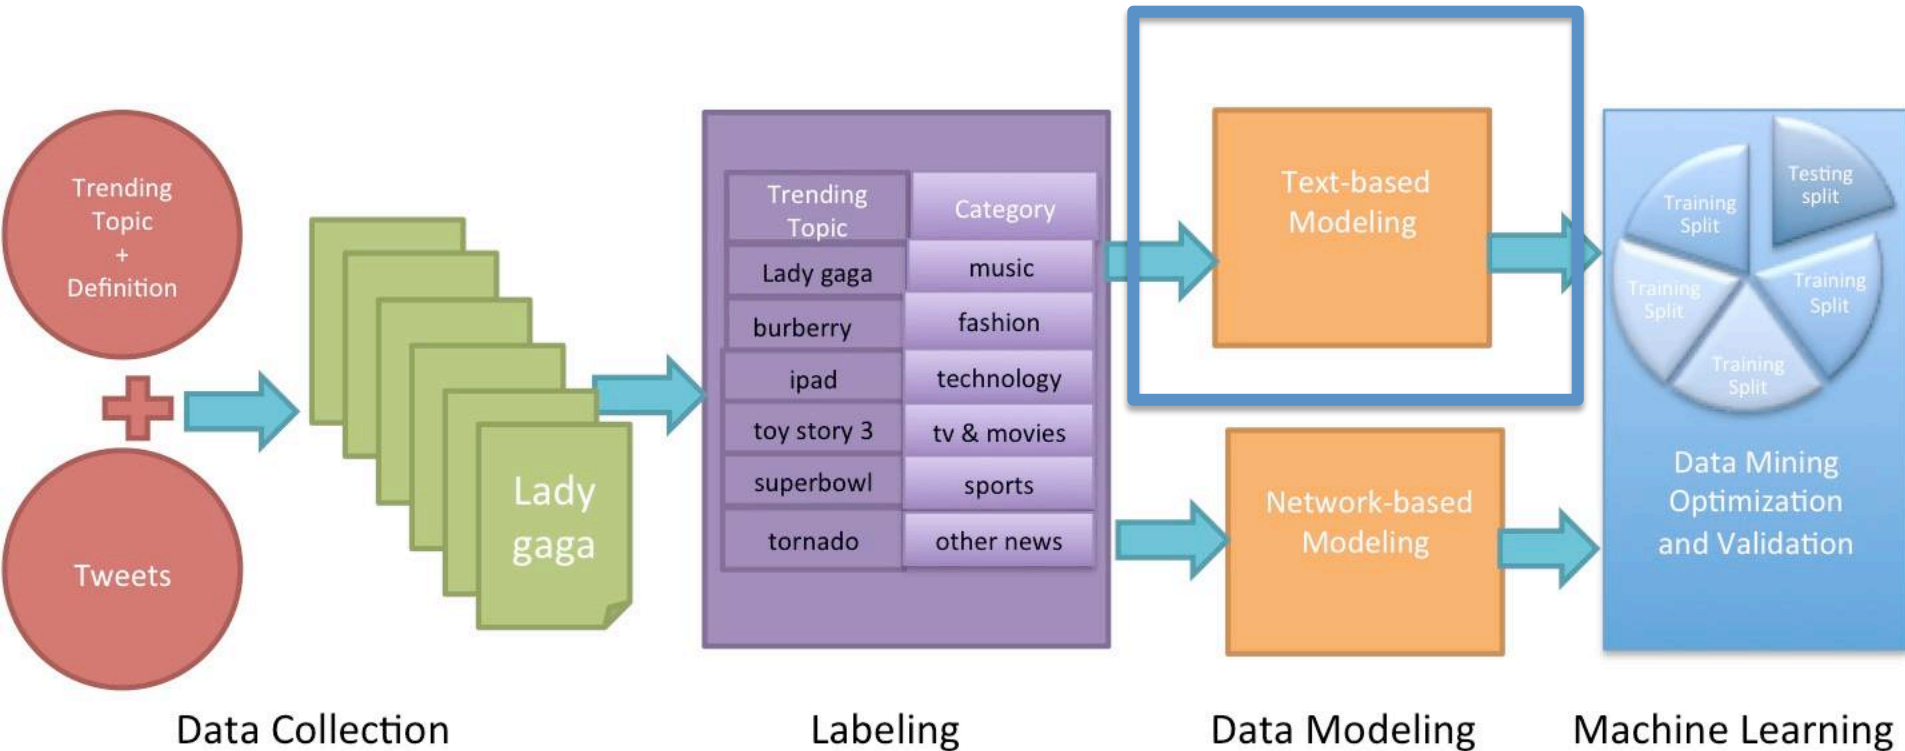 Trending
Topic
+
Definition
Tweets
Lady
gaga
Trending
Topic
Category
Lady gaga
music
burberry
fashion
ipad
technology
toy story 3
tv & movies
superbowl
sports
tornado
other news
Text-based
Modeling
Network-based
Modeling
Testing
split
Training
Split
Training
Split
Training
Split
Training
Split
Data Mining
Optimization
and Validation
Data Collection
Labeling
Data Modeling
Machine Learning